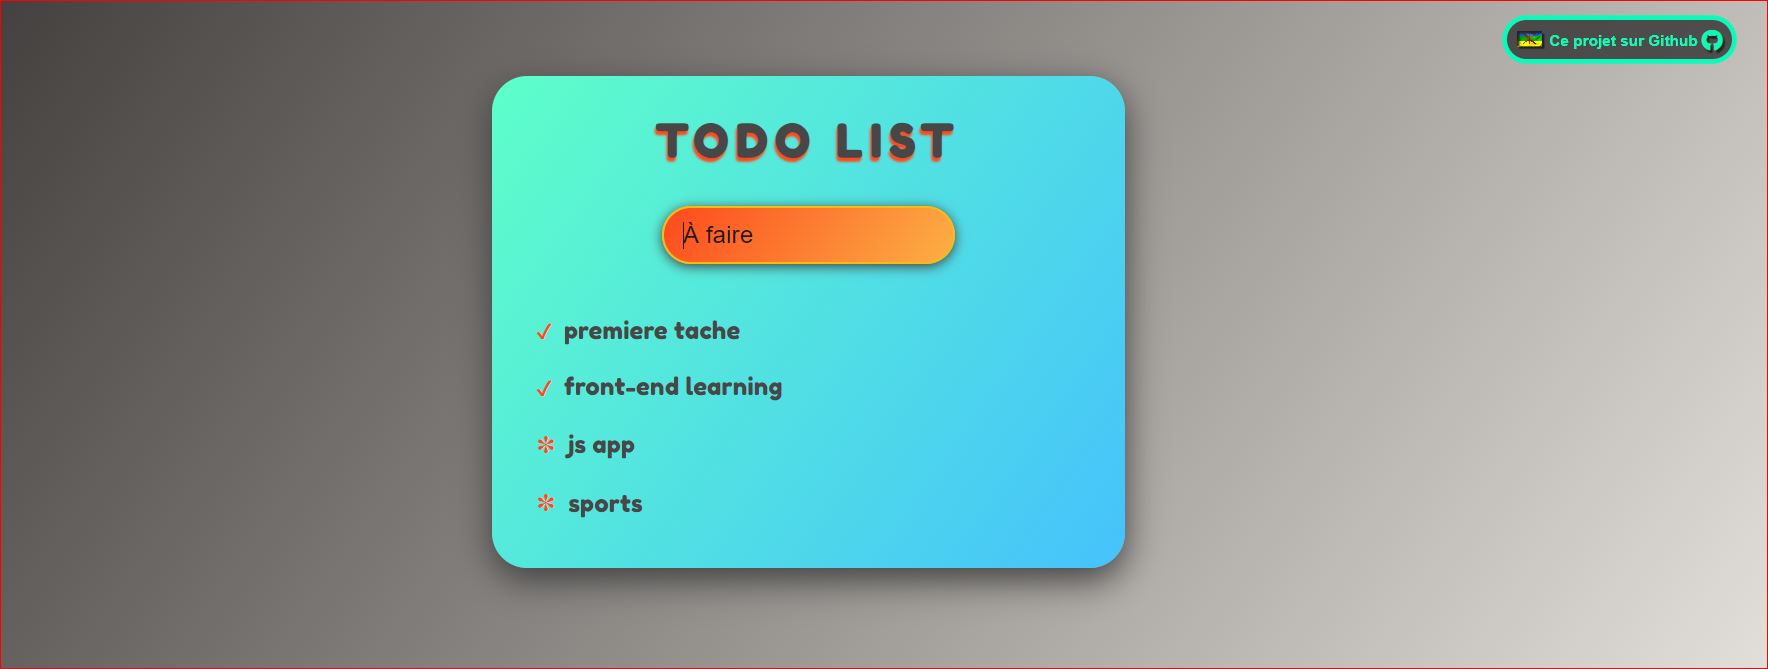 Ce projet sur Github
TODO LIST
À faire
✓ premiere tache
✓ front-end learning
✼ js app
✼ sports